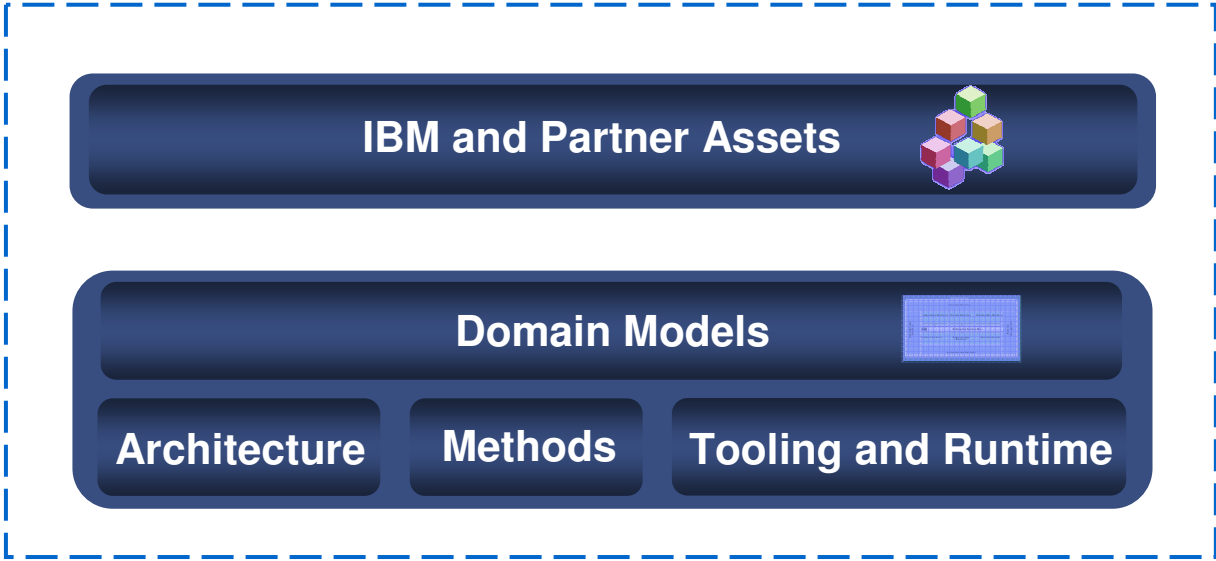 IBM and Partner Assets
Domain Models
Architecture
Methods
Tooling and Runtime